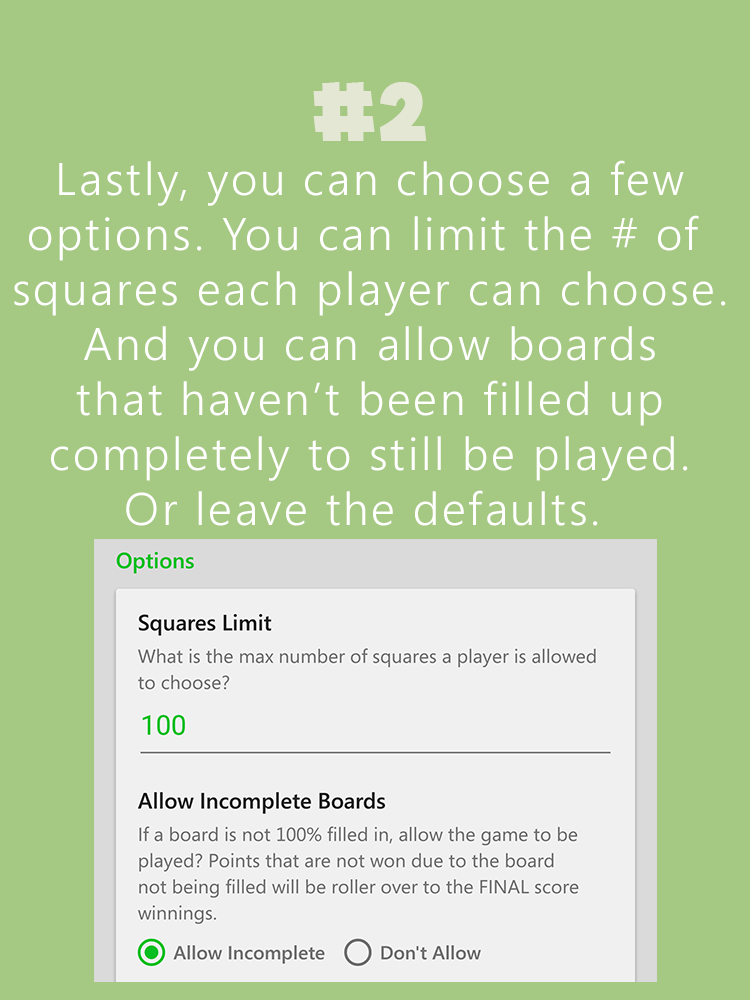 #2
Lastly, you can choose a few
options. You can limit the # of
squares each player can choose.
And you can allow boards
that haven’t been filled up
completely to still be played.
Or leave the defaults.
Options
Squares Limit
What is the max number of squares a player is allowed
to choose?
100
Allow Incomplete Boards
If a board is not 100% filled in, allow the game to be
played? Points that are not won due to the board
not being filled will be roller over to the FINAL score
winnings.
Allow Incomplete Don't Allow